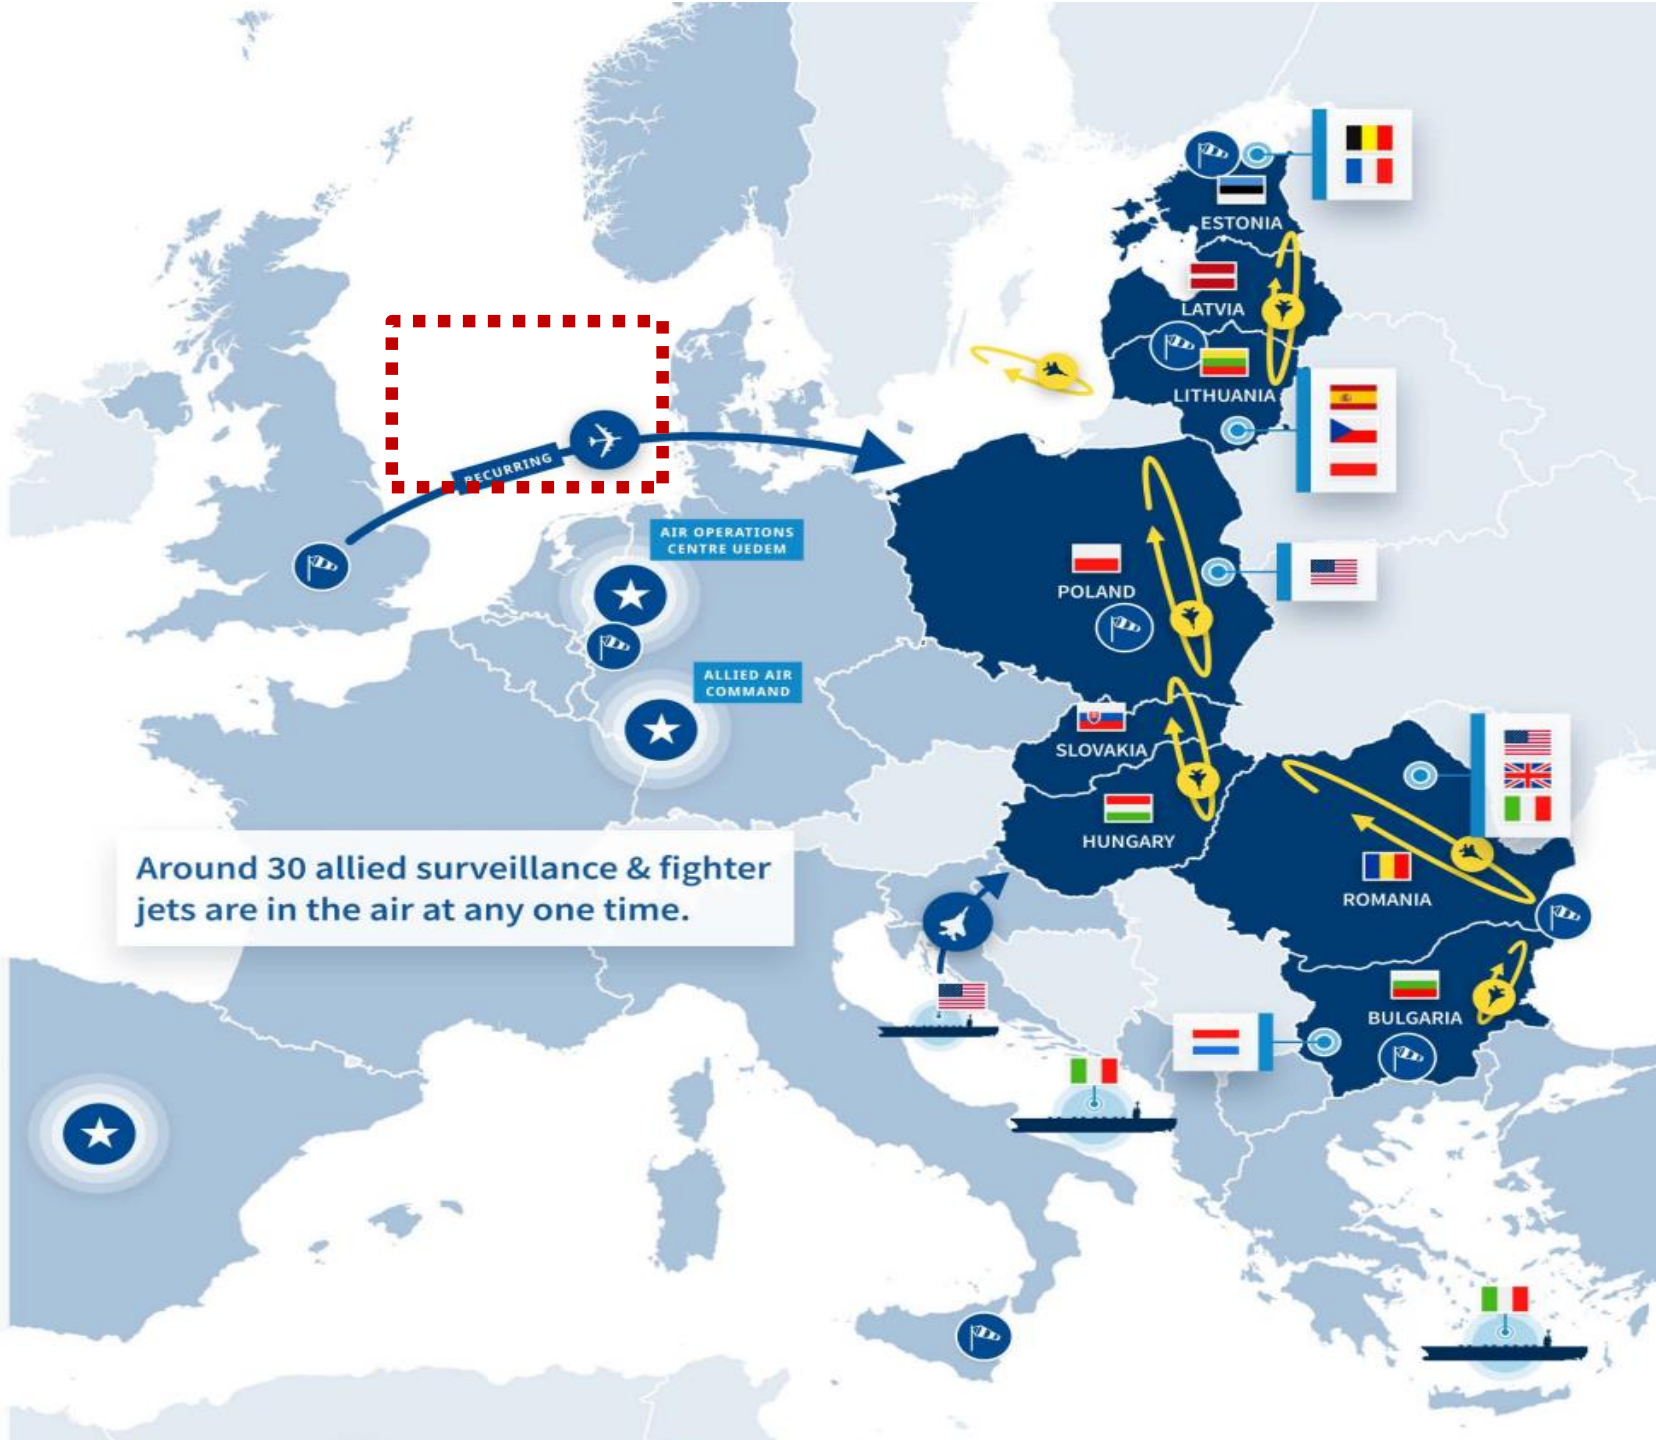 ESTONIA
LATVIA
LITHUANIA
RECURRING
AIR OPERATIONS
CENTRE UEDEM
POLAND
ALLIED AIR
COMMAND
SLOVAKIA
HUNGARY
Around 30 allied surveillance & fighter
jets are in the air at any one time.
ROMANIA
BULGARIA